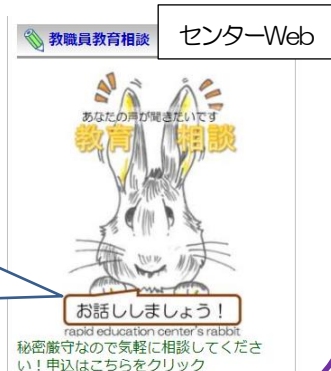 教職員教育相談
センターWeb
あなたの声が聞きたいです
教育 相談
お話ししましょう！
rapid education center's rabbit
秘密厳守なので気軽に相談してくださ
い！申込はこちらをクリック